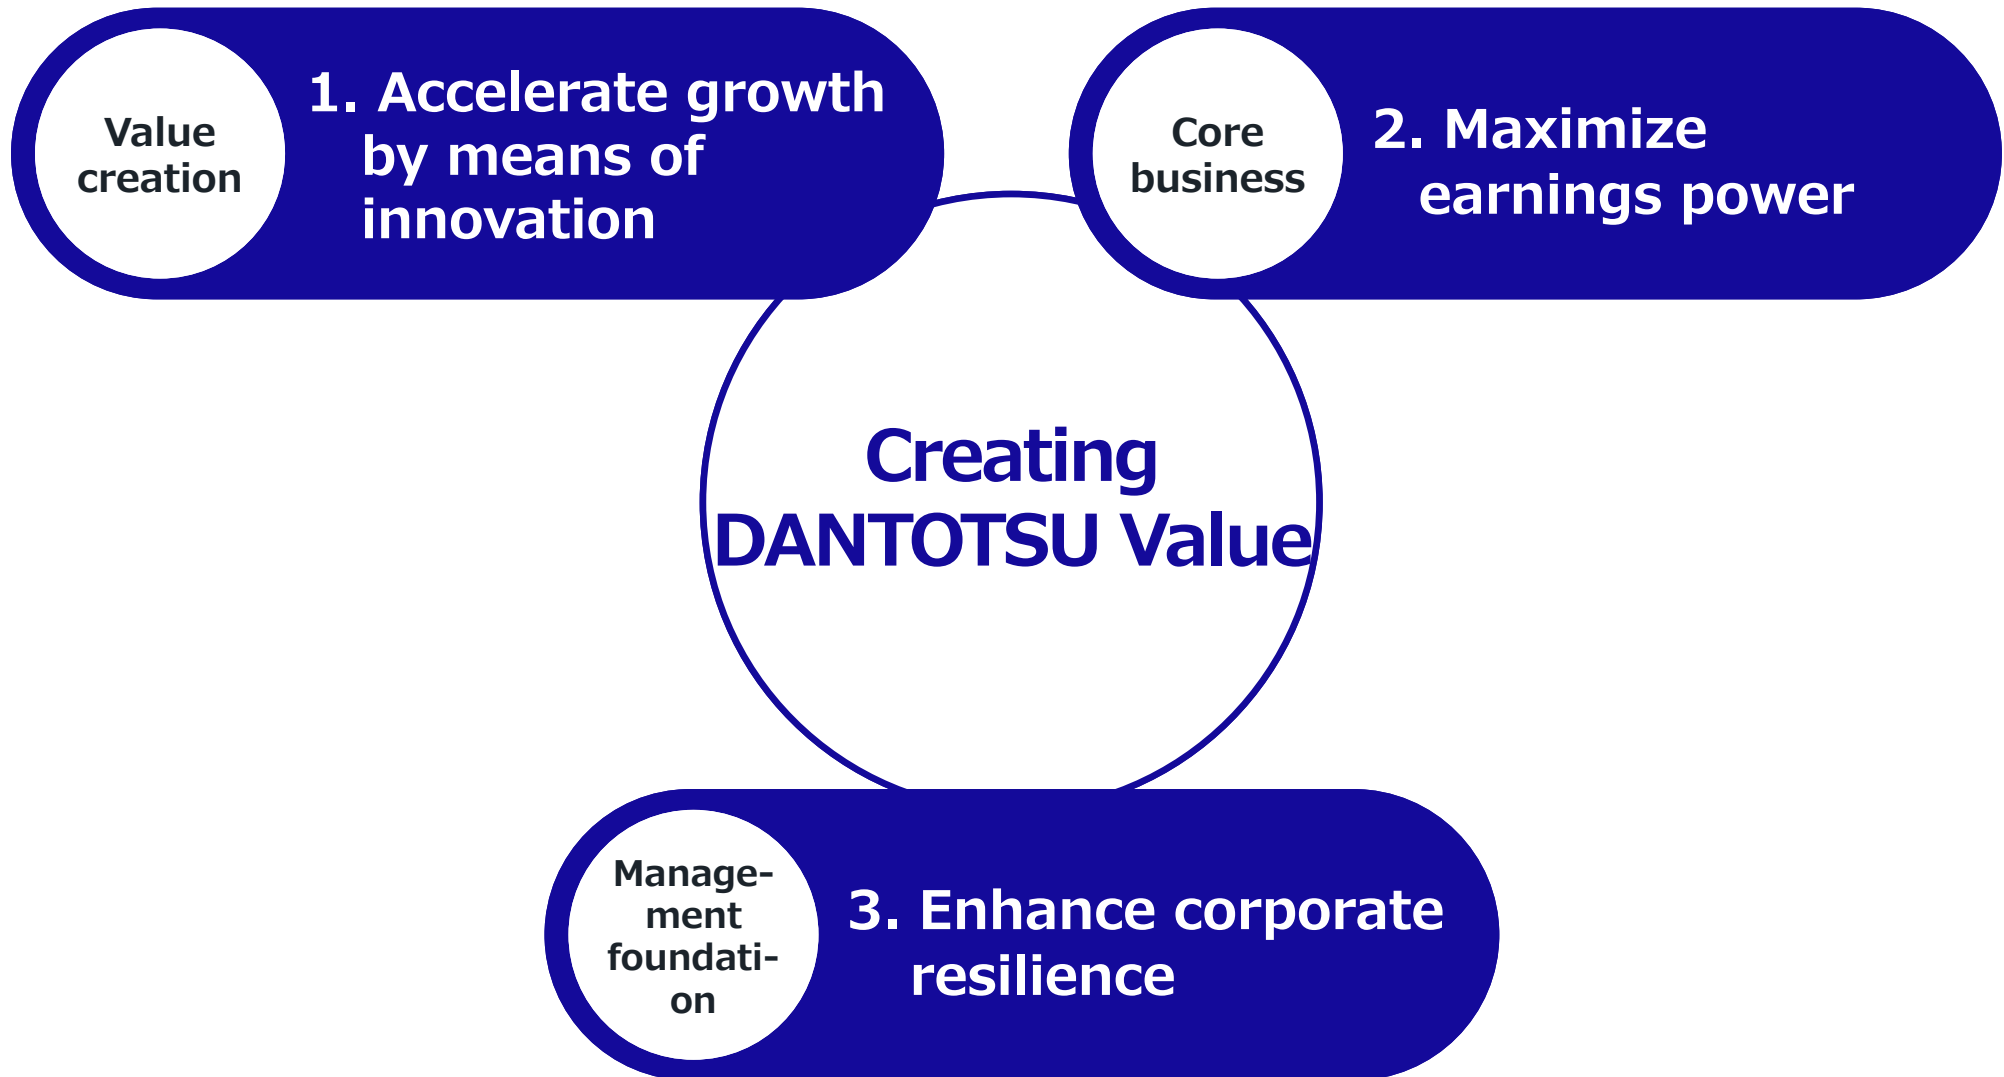 Value
creation
1. Accelerate growth
by means of
innovation
Core
business
2. Maximize
earnings power
Creating
DANTOTSU Value
Manage-
ment
foundati-
on
3. Enhance corporate
resilience